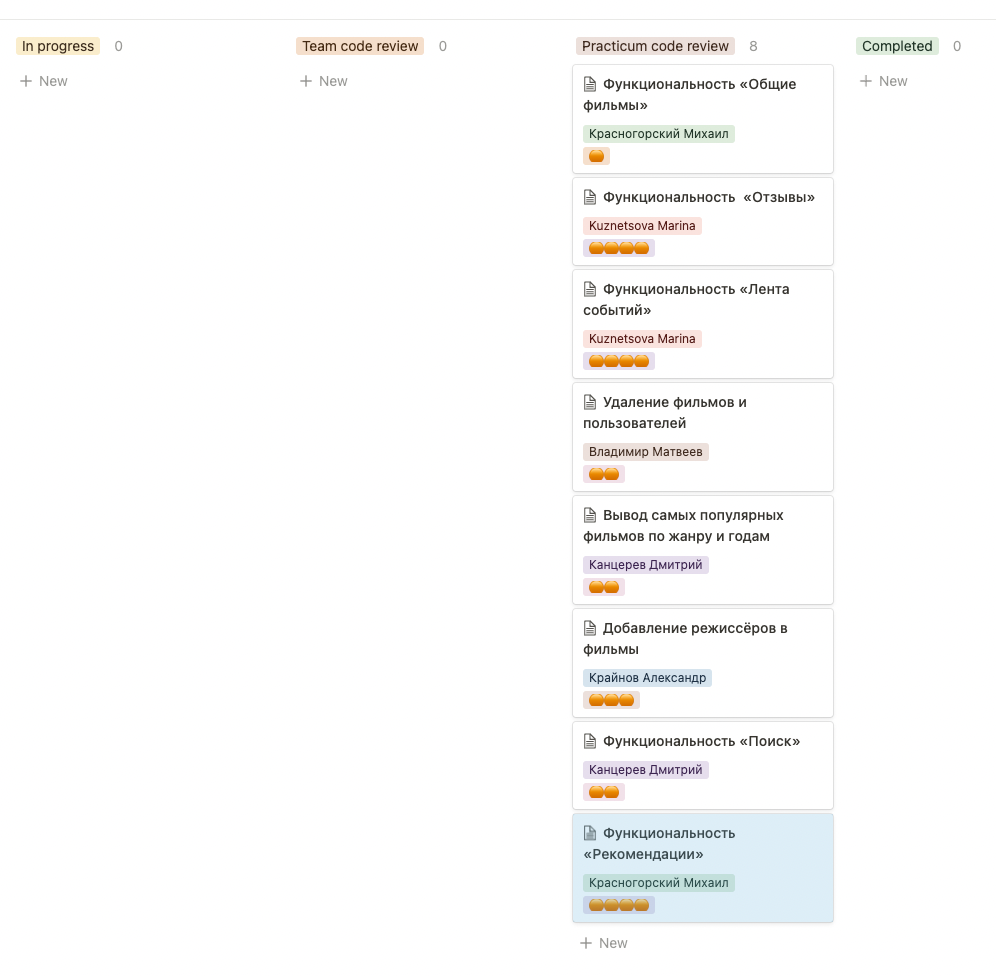 In progress 0
Team code review 0
Practicum code review 8
Completed 0
+ New
+ New
+ New
Функциональность «Общие
фильмы»
Красногорский Михаил
Функциональность «Отзывы»
Kuznetsova Marina
Функциональность «Лента
событий»
Kuznetsova Marina
Удаление фильмов и
пользователей
Владимир Матвеев
Вывод самых популярных
фильмов по жанру и годам
Канцерев Дмитрий
Добавление режиссёров в
фильмы
Крайнов Александр
Функциональность «Поиск»
Канцерев Дмитрий
Функциональность
«Рекомендации»
Красногорский Михаил
+ New